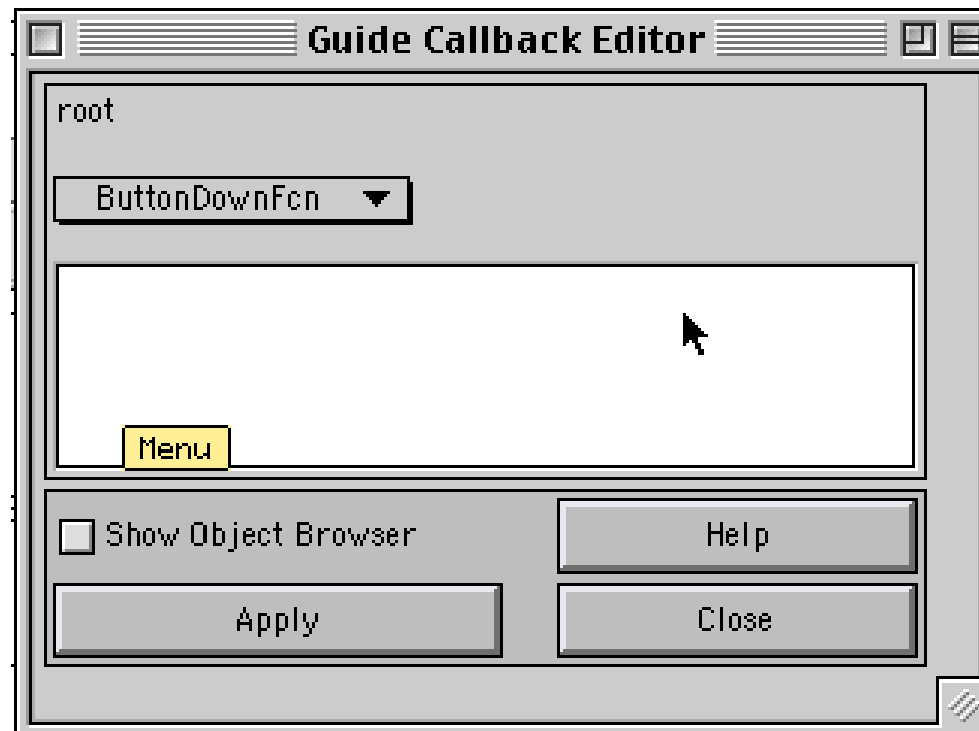 Guide Callback Editor
root
ButtonDownFcn
Menu
Show Object Browser
Help
Apply
Close